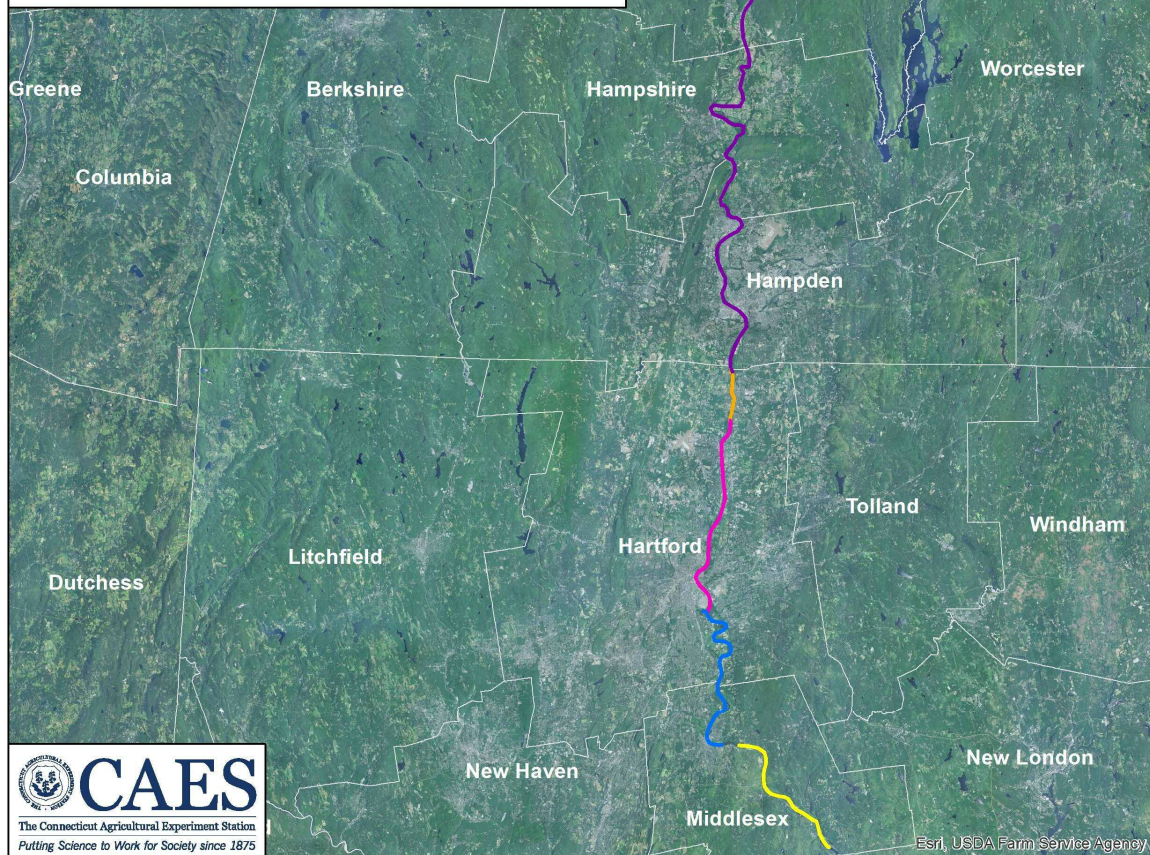 Worcester
Greene
Berkshire
Hampshire
Columbia
Hampden
Tolland
Windham
Hartford
Litchfield
Dutchess
New London
New Haven
CAES
Middlesex
The Connecticut Agricultural Experiment Station
Putting Science to Work for Society since 1875
Esri, USDA Farm Service Agency